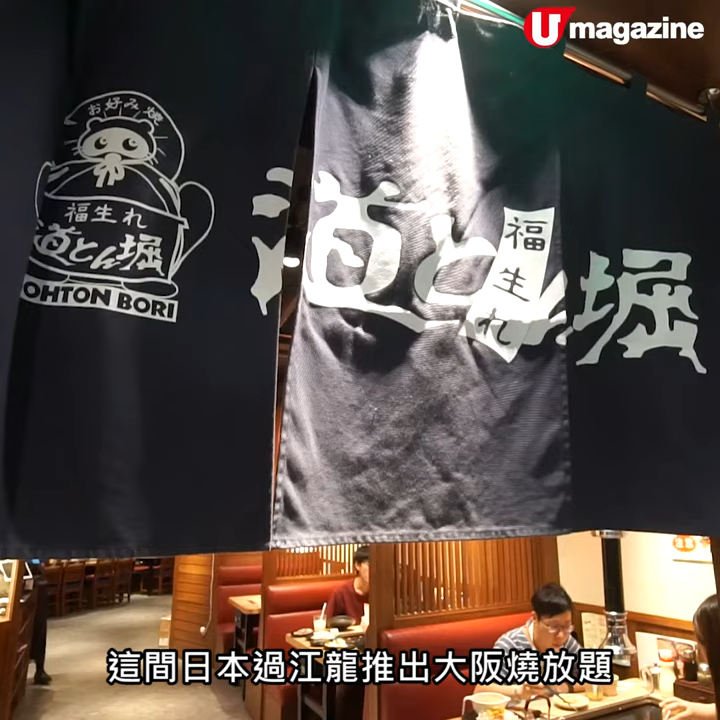 U magazine
お好み焼
福生れ
道とん堀
DOHTON BORI
道とん堀
福生れ
這間日本過江龍推出大阪燒放題